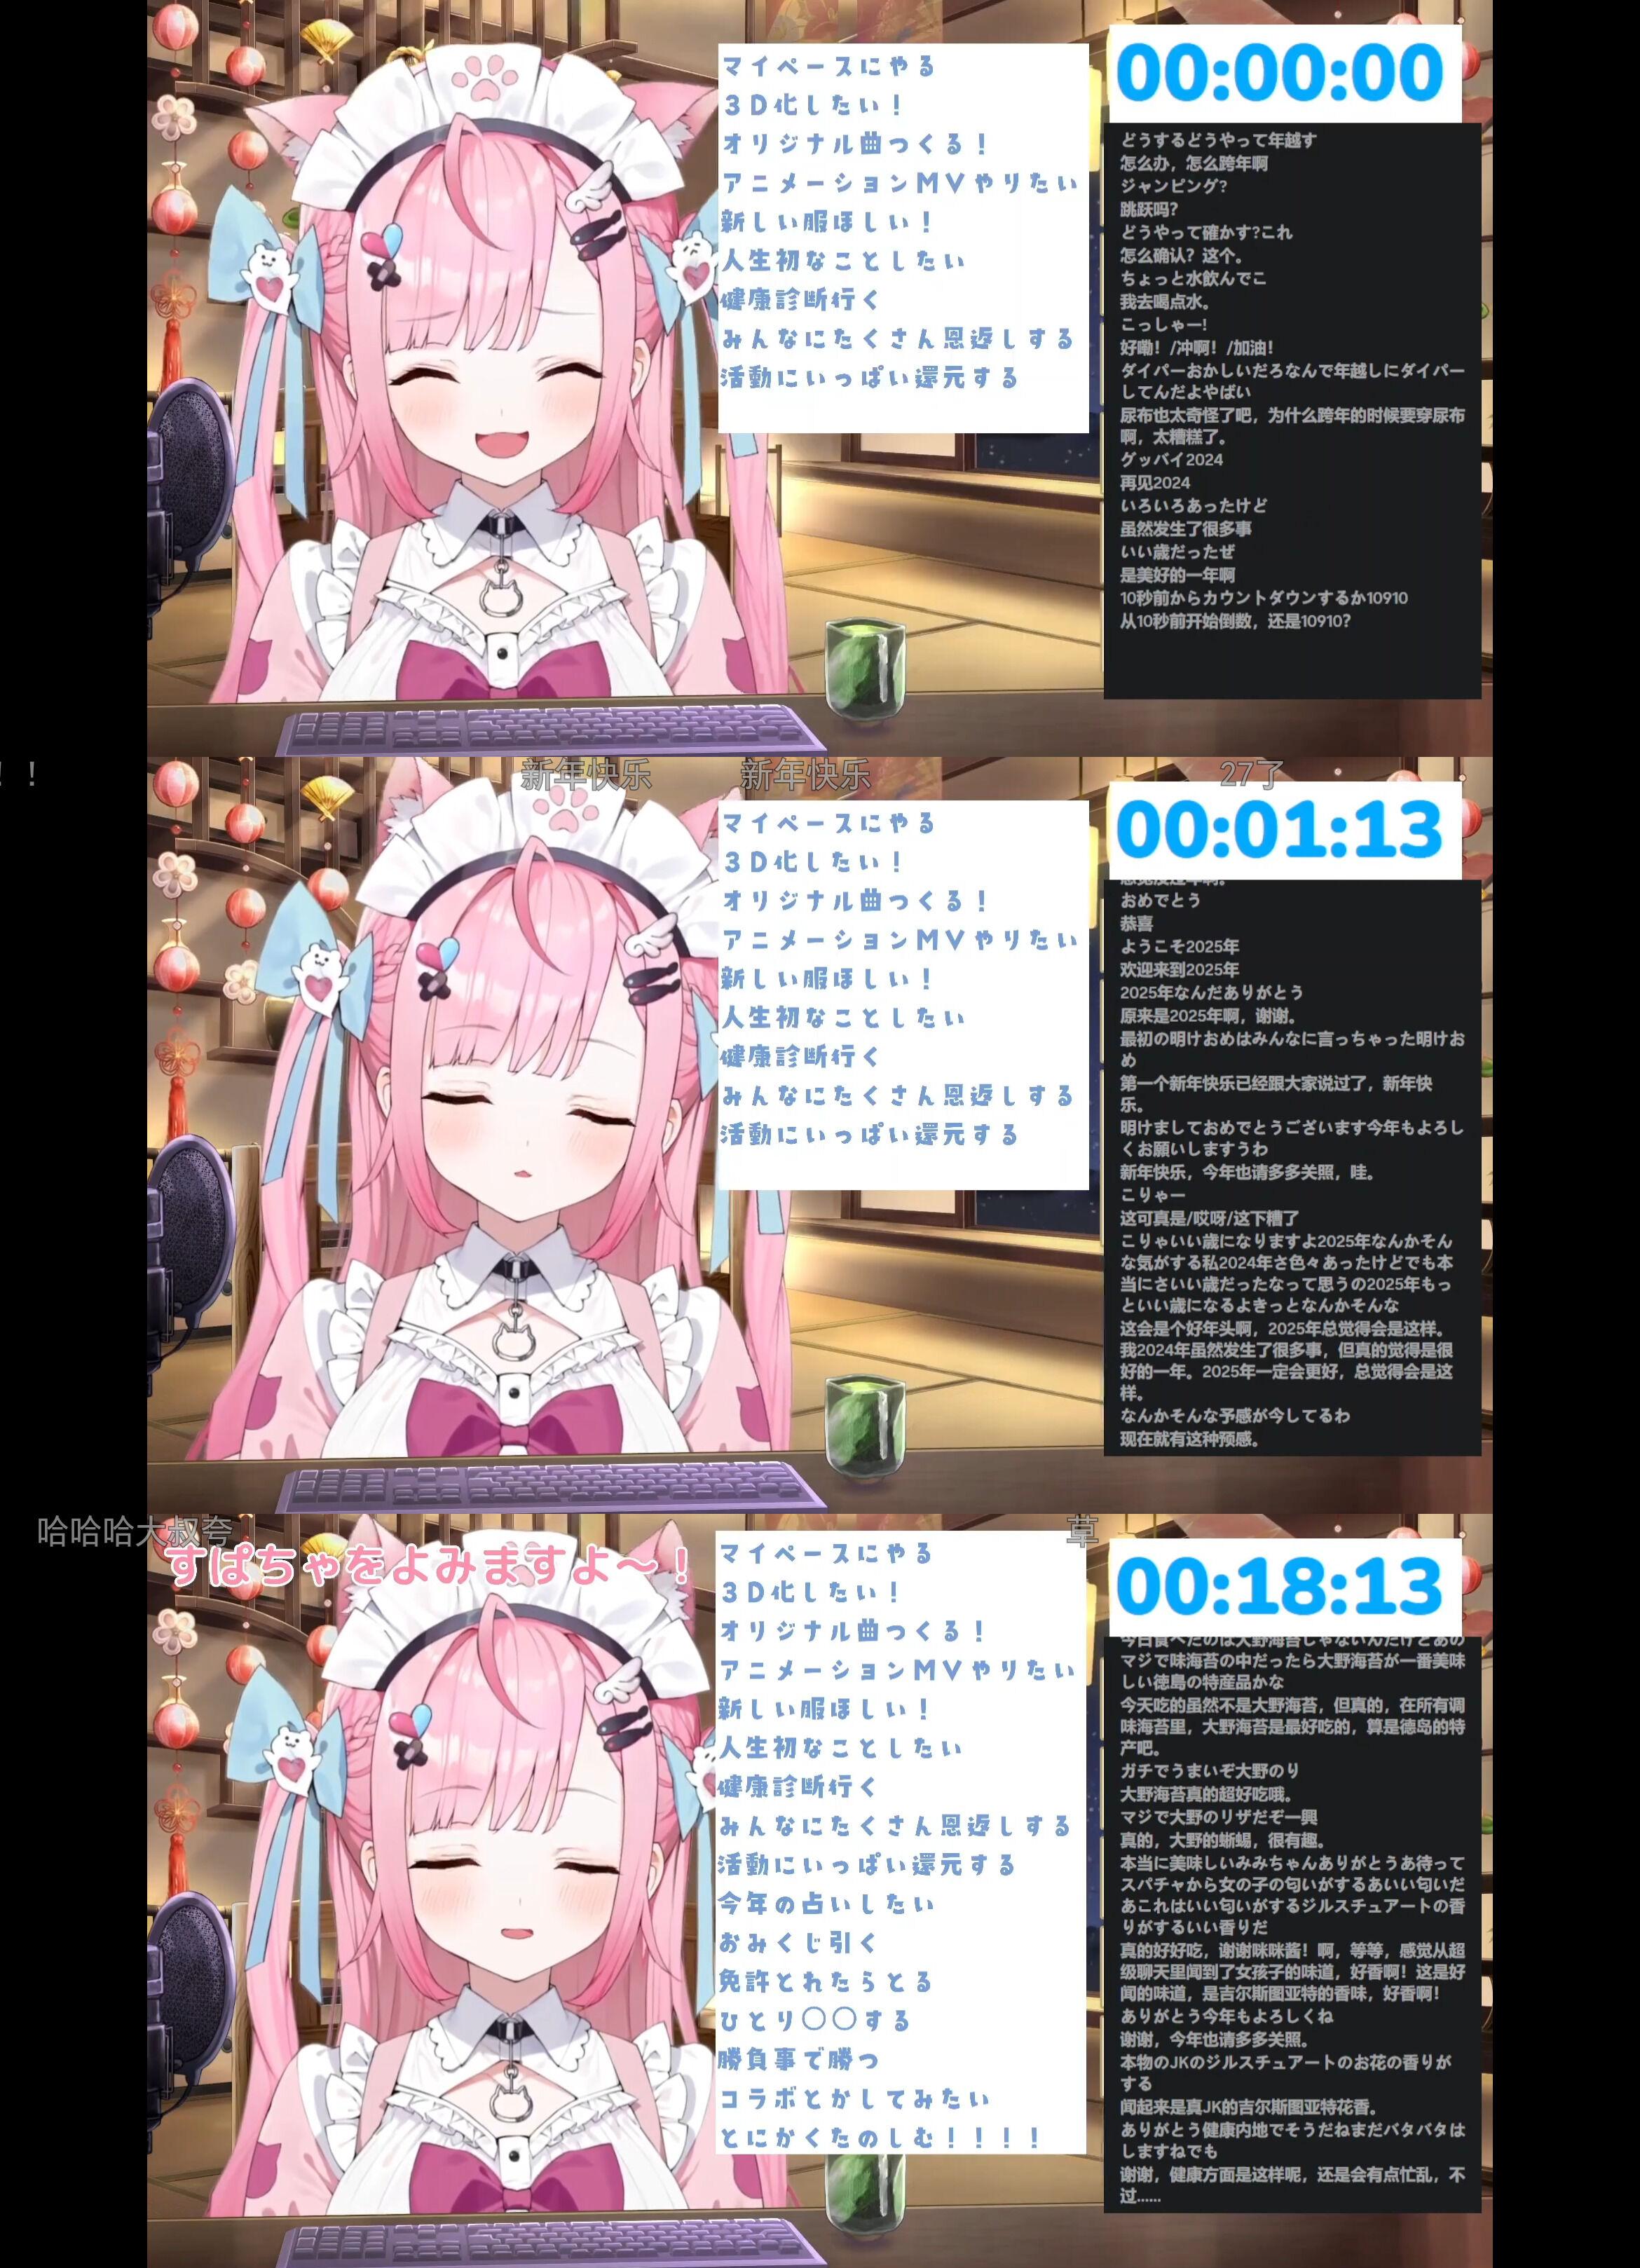 マイペースにやる
3D化したい！
オリジナル曲つくる！
アニメーションMVやりたい
新しい服ほしい！
人生初なことしたい
健康診断行く
みんなにたくさん恩返しする
活動にいっぱい還元する
00:00:00
どうするどうやって年越す
怎么办，怎么跨年啊
ジャンピング?
跳跃吗?
どうやって確かす?これ
怎么确认？这个。
ちょっと水飲んでこ
我去喝点水。
こっしゃー!
好嘞！/冲啊！/加油！
ダイパーおかしいだろなんで年越しにダイパー
してんだよやばい
尿布也太奇怪了吧，为什么跨年的时候要穿尿布
啊，太糟糕了。
グッバイ2024
再见2024
いろいろあったけど
虽然发生了很多事
いい歳だったぜ
是美好的一年啊
10秒前からカウントダウンするか10910
从10秒前开始倒数，还是10910？
！！
新年快乐
新年快乐
27了
マイペースにやる
3D化したい！
オリジナル曲つくる！
アニメーションMVやりたい
新しい服ほしい！
人生初なことしたい
健康診断行く
みんなにたくさん恩返しする
活動にいっぱい還元する
00:01:13
おめでとう
恭喜
ようこそ2025年
欢迎来到2025年
2025年なんだありがとう
原来是2025年啊，谢谢。
最初の明けおめはみんなに言っちゃった明けお
め
第一个新年快乐已经跟大家说过了，新年快
乐。
明けましておめでとうございます今年もよろし
くお願いしますうわ
新年快乐，今年也请多多关照，哇。
こりゃー
这可真是/哎呀/这下糟了
こりゃいい歳になりますよ2025年なんかそん
な気がする私2024年さ色々あったけどでも本
当にさいい歳だったなって思うの2025年もっ
といい歳になるよきっとなんかそんな
这会是个好年头啊，2025年总觉得会是这样。
我2024年虽然发生了很多事，但真的觉得是很
好的一年。2025年一定会更好，总觉得会是这
样。
なんかそんな予感が今してるわ
现在就有这种预感。
哈哈哈大叔夸
草
すぱちゃをよみますよ〜！
マイペースにやる
3D化したい！
オリジナル曲つくる！
アニメーションMVやりたい
新しい服ほしい！
人生初なことしたい
健康診断行く
みんなにたくさん恩返しする
活動にいっぱい還元する
今年の占いしたい
おみくじ引く
免許とれたらとる
ひとり〇〇する
勝負事で勝つ
コラボとかしてみたい
とにかくたのしむ！！！！
00:18:13
今日食べたのは大野海苔じゃないんだけどあの
マジで味海苔の中だったら大野海苔が一番美味
しい徳島の特産品かな
今天吃的虽然不是大野海苔，但真的，在所有调
味海苔里，大野海苔是最好吃的，算是德岛的特
产吧。
ガチでうまいぞ大野のり
大野海苔真的超好吃哦。
マジで大野のリザだぞ一興
真的，大野的蜥蜴，很有趣。
本当に美味しいみみちゃんありがとうあ待って
スパチャから女の子の匂いがするあいい匂いだ
あこれはいい匂いがするジルスチュアートの香
りがするいい香りだ
真的好好吃，谢谢咪咪酱！啊，等等，感觉从超
级聊天里闻到了女孩子的味道，好香啊！这是好
闻的味道，是吉尔斯图亚特的香味，好香啊！
ありがとう今年もよろしくね
谢谢，今年也请多多关照。
本物のJKのジルスチュアートのお花の香りが
する
闻起来是真JK的吉尔斯图亚特花香。
ありがとう健康内地でそうだねまだバタバタは
しますねでも
谢谢，健康方面是这样呢，还是会有点忙乱，不
过......